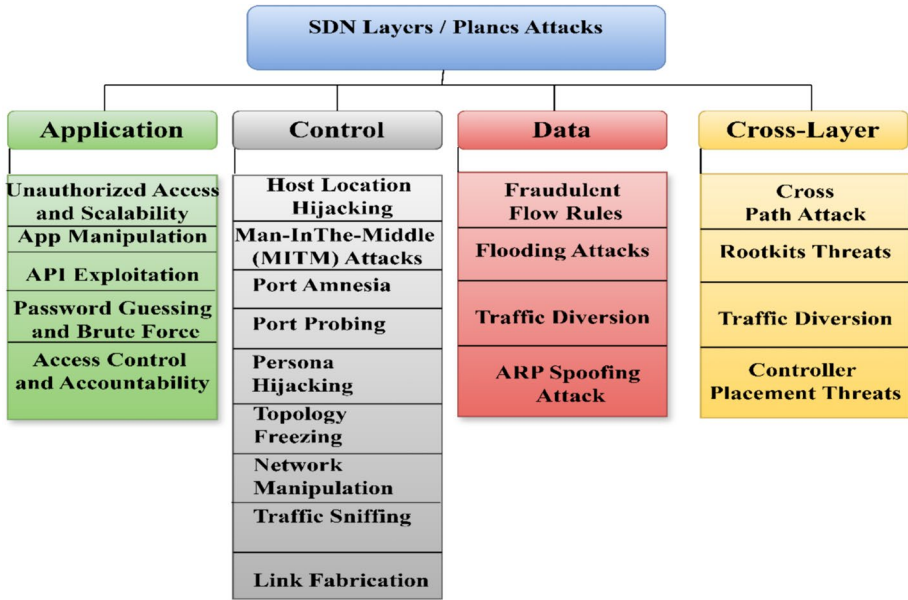 SDN Layers / Planes Attacks
Application
Unauthorized Access
and Scalability
App Manipulation
API Exploitation
Password Guessing
and Brute Force
Access Control
and Accountability
Control
Host Location
Hijacking
Man-InThe-Middle
(MITM) Attacks
Port Amnesia
Port Probing
Persona
Hijacking
Topology
Freezing
Network
Manipulation
Traffic Sniffing
Link Fabrication
Data
Fraudulent
Flow Rules
Flooding Attacks
Traffic Diversion
ARP Spoofing
Attack
Cross-Layer
Cross
Path Attack
Rootkits Threats
Traffic Diversion
Controller
Placement Threats